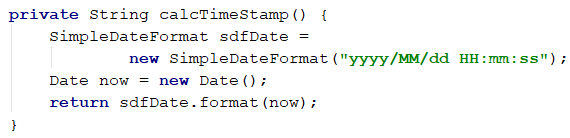 private String calcTimeStamp() {
    SimpleDateFormat sdfDate =
            new SimpleDateFormat("yyyy/MM/dd HH:mm:ss");
    Date now = new Date();
    return sdfDate.format(now);
}